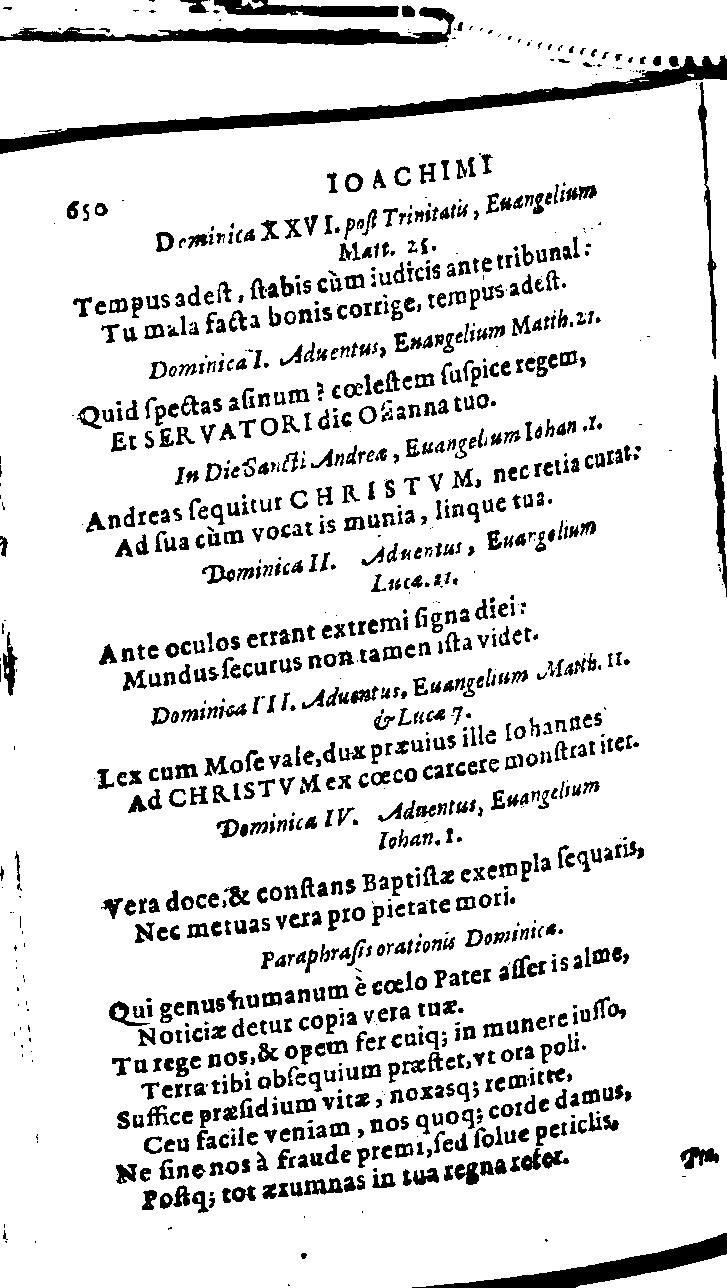 650 IOACHIMI
Dominica XXVI. post Trinitatis, Euangelium
Matt. 25.
Tempus adest, stabis cùm iudicis ante tribunal:
Tu mala facta bonis corrige, tempus adest.
Dominica I. Aduentus, Euangelium Matth. 21.
Quid spectas asinum? cœlestem suspice regem,
Et SERVATORI dic Osianna tuo.
In Die Sancti Andreæ, Euangelium Iohan. 1.
Andreas sequitur CHRISTVM, nec retia curat:
Ad sua cùm vocat is munia, linque tua.
Dominica II. Aduentus, Euangelium
Lucæ. 21.
Ante oculos errant extremi signa diei:
Mundus securus non tamen ista videt.
Dominica III. Aduentus, Euangelium Matth. 11.
& Lucæ 7.
Lex cum Mose vale, dux præuius ille Iohannes
Ad CHRISTVM ex cœco carcere monstrat iter.
Dominica IV. Aduentus, Euangelium
Iohan. 1.
Vera doce, & constans Baptistæ exempla sequaris,
Nec metuas vera pro pietate mori.
Paraphrasis orationis Dominicæ.
Qui genus humanum è cœlo Pater asseris alme,
Noticiæ detur copia vera tuæ.
Tu rege nos, & opem fer cuiq; in munere iusso,
Terra tibi obsequium præstet, vt ora poli.
Suffice præsidium vitæ, noxasq; remitte,
Ceu facile veniam, nos quoq; corde damus,
Ne sine nos à fraude premi, sed solue periclis,
Postq; tot ærumnas in tua regna refer.